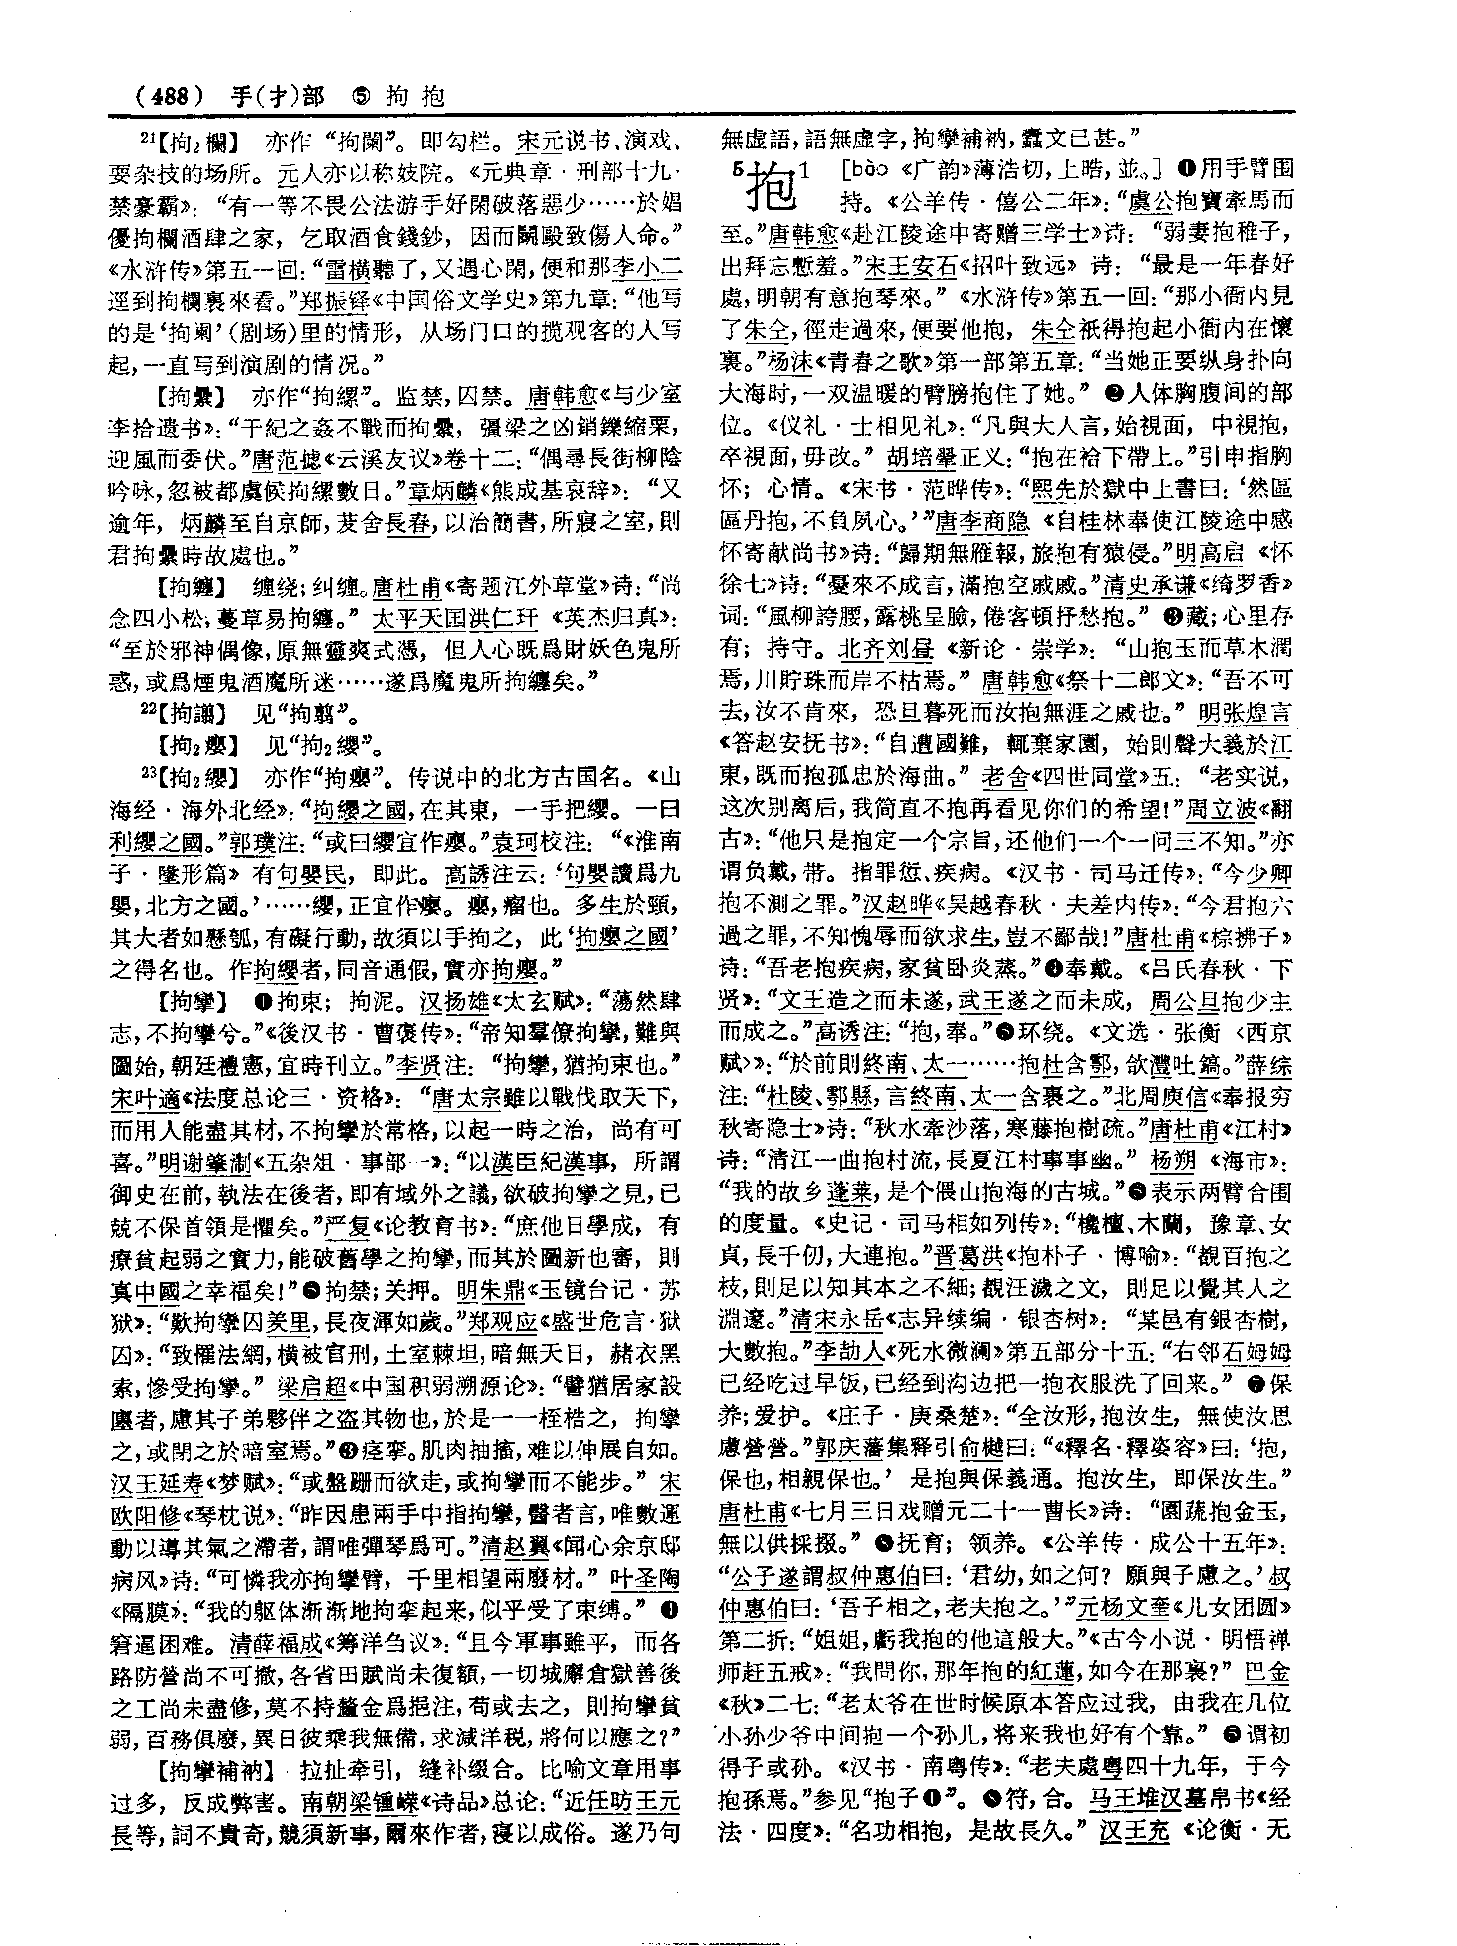 (488) 手(扌)部 ⑤ 拘 抱
²¹【拘₂欄】 亦作“拘闌”。即勾栏。宋元说书、演戏、
耍杂技的场所。元人亦以称妓院。《元典章·刑部十九·
禁豪霸》：“有一等不畏公法游手好閑破落惡少……於娼
優拘欄酒肆之家，乞取酒食錢鈔，因而鬭毆致傷人命。”
《水浒传》第五一回：“雷横聽了，又遇心閑，便和那李小二
逕到拘欄裏來看。”郑振铎《中国俗文学史》第九章：“他写
的是‘拘阑’（剧场）里的情形，从场门口的揽观客的人写
起，一直写到演剧的情况。”
【拘纍】 亦作“拘縲”。监禁，囚禁。唐韩愈《与少室
李拾遗书》：“干紀之姦不戰而拘纍，彊梁之凶銷鑠縮栗，
迎風而委伏。”唐范摅《云溪友议》卷十二：“偶尋長街柳陰
吟咏，忽被都虞候拘縲數日。”章炳麟《熊成基哀辞》：“又
逾年，炳麟至自京師，茇舍長春，以治簡書，所寢之室，則
君拘纍時故處也。”
【拘纏】 缠绕；纠缠。唐杜甫《寄题江外草堂》诗：“尚
念四小松，蔓草易拘纏。”太平天国洪仁玕《英杰归真》：
“至於邪神偶像，原無靈爽式憑，但人心既爲財妖色鬼所
惑，或爲煙鬼酒魔所迷……遂爲魔鬼所拘纏矣。”
²²【拘譾】 见“拘翦”。
【拘₂癭】 见“拘₂缨”。
²³【拘₂纓】 亦作“拘癭”。传说中的北方古国名。《山
海经·海外北经》：“拘纓之國，在其東，一手把纓。一曰
利纓之國。”郭璞注：“或曰纓宜作癭。”袁珂校注：“《淮南
子·墬形篇》有句嬰民，即此。高誘注云：‘句嬰讀爲九
嬰，北方之國。’……纓，正宜作癭。癭，瘤也。多生於頸，
其大者如懸瓠，有礙行動，故須以手拘之，此‘拘癭之國’
之得名也。作拘纓者，同音通假，實亦拘癭。”
【拘攣】 ❶拘束；拘泥。汉扬雄《太玄赋》：“蕩然肆
志，不拘攣兮。”《後汉书·曹褒传》：“帝知羣僚拘攣，難與
圖始，朝廷禮憲，宜時刊立。”李贤注：“拘攣，猶拘束也。”
宋叶適《法度总论三·资格》：“唐太宗雖以戰伐取天下，
而用人能盡其材，不拘攣於常格，以起一時之治，尚有可
喜。”明谢肇淛《五杂俎·事部一》：“以漢臣紀漢事，所謂
御史在前，執法在後者，即有域外之議，欲破拘攣之見，已
兢不保首領是懼矣。”严复《论教育书》：“庶他日學成，有
療貧起弱之實力，能破舊學之拘攣，而其於圖新也審，則
真中國之幸福矣！”❷拘禁；关押。明朱鼎《玉镜台记·苏
狱》：“歎拘攣囚羑里，長夜渾如歲。”郑观应《盛世危言·狱
囚》：“致罹法網，横被官刑，土室棘垣，暗無天日，赭衣黑
索，慘受拘攣。”梁启超《中国积弱溯源论》：“譬猶居家設
廛者，慮其子弟夥伴之盗其物也，於是一一桎梏之，拘攣
之，或閉之於暗室焉。”❸痉挛。肌肉抽搐，难以伸展自如。
汉王延寿《梦赋》：“或盤跚而欲走，或拘攣而不能步。”宋
欧阳修《琴枕说》：“昨因患兩手中指拘攣，醫者言，唯數運
動以導其氣之滯者，謂唯彈琴爲可。”清赵翼《闻心余京邸
病风》诗：“可憐我亦拘攣臂，千里相望兩廢材。”叶圣陶
《隔膜》：“我的躯体渐渐地拘挛起来，似乎受了束缚。”❹
窘逼困难。清薛福成《筹洋刍议》：“且今軍事雖平，而各
路防營尚不可撤，各省田賦尚未復額，一切城廨倉獄善後
之工尚未盡修，莫不持釐金爲挹注，苟或去之，則拘攣貧
弱，百務俱廢，異日彼乘我無備，求減洋税，將何以應之？”
【拘攣補衲】 拉扯牵引，缝补缀合。比喻文章用事
过多，反成弊害。南朝梁锺嵘《诗品》总论：“近任昉王元
長等，詞不貴奇，競須新事，爾來作者，寖以成俗。遂乃句
無虚語，語無虚字，拘攣補衲，蠹文已甚。”
⁵抱1 ［bào 《广韵》薄浩切，上晧，並。］ ❶用手臂围
持。《公羊传·僖公二年》：“虞公抱寶牽馬而
至。”唐韩愈《赴江陵途中寄赠三学士》诗：“弱妻抱稚子，
出拜忘慙羞。”宋王安石《招叶致远》诗：“最是一年春好
處，明朝有意抱琴來。”《水浒传》第五一回：“那小衙内見
了朱仝，徑走過來，便要他抱，朱仝祇得抱起小衙内在懷
裏。”杨沫《青春之歌》第一部第五章：“当她正要纵身扑向
大海时，一双温暖的臂膀抱住了她。”❷人体胸腹间的部
位。《仪礼·士相见礼》：“凡與大人言，始視面，中視抱，
卒視面，毋改。”胡培翬正义：“抱在袷下帶上。”引申指胸
怀；心情。《宋书·范晔传》：“熙先於獄中上書曰：‘然區
區丹抱，不負夙心。’”唐李商隐《自桂林奉使江陵途中感
怀寄献尚书》诗：“歸期無雁報，旅抱有猿侵。”明高启《怀
徐七》诗：“憂來不成言，滿抱空戚戚。”清史承谦《绮罗香》
词：“風柳誇腰，露桃呈臉，倦客頓抒愁抱。”❸藏；心里存
有；持守。北齐刘昼《新论·崇学》：“山抱玉而草木潤
焉，川貯珠而岸不枯焉。”唐韩愈《祭十二郎文》：“吾不可
去，汝不肯來，恐旦暮死而汝抱無涯之戚也。”明张煌言
《答赵安抚书》：“自遭國難，輒棄家園，始則聲大義於江
東，既而抱孤忠於海曲。”老舍《四世同堂》五：“老实说，
这次别离后，我简直不抱再看见你们的希望！”周立波《翻
古》：“他只是抱定一个宗旨，还他们一个一问三不知。”亦
谓负戴，带。指罪愆、疾病。《汉书·司马迁传》：“今少卿
抱不測之罪。”汉赵晔《吴越春秋·夫差内传》：“今君抱六
過之罪，不知愧辱而欲求生，豈不鄙哉！”唐杜甫《棕拂子》
诗：“吾老抱疾病，家貧卧炎蒸。”❹奉戴。《吕氏春秋·下
贤》：“文王造之而未遂，武王遂之而未成，周公旦抱少主
而成之。”高诱注：“抱，奉。”❺环绕。《文选·张衡〈西京
赋〉》：“於前則終南、太一……抱杜含鄠，欱灃吐鎬。”薛综
注：“杜陵、鄠縣，言終南、太一含裹之。”北周庾信《奉报穷
秋寄隐士》诗：“秋水牽沙落，寒藤抱樹疏。”唐杜甫《江村》
诗：“清江一曲抱村流，長夏江村事事幽。”杨朔《海市》：
“我的故乡蓬莱，是个偎山抱海的古城。”❻表示两臂合围
的度量。《史记·司马相如列传》：“欃檀、木蘭，豫章、女
貞，長千仞，大連抱。”晋葛洪《抱朴子·博喻》：“覩百抱之
枝，則足以知其本之不細；覩汪濊之文，則足以覺其人之
淵邃。”清宋永岳《志异续编·银杏树》：“某邑有銀杏樹，
大數抱。”李劼人《死水微澜》第五部分十五：“右邻石姆姆
已经吃过早饭，已经到沟边把一抱衣服洗了回来。”❼保
养；爱护。《庄子·庚桑楚》：“全汝形，抱汝生，無使汝思
慮營營。”郭庆藩集释引俞樾曰：“《釋名·釋姿容》曰：‘抱，
保也，相親保也。’是抱與保義通。抱汝生，即保汝生。”
唐杜甫《七月三日戏赠元二十一曹长》诗：“園蔬抱金玉，
無以供採掇。”❽抚育；领养。《公羊传·成公十五年》：
“公子遂謂叔仲惠伯曰：‘君幼，如之何？願與子慮之。’叔
仲惠伯曰：‘吾子相之，老夫抱之。’”元杨文奎《儿女团圆》
第二折：“姐姐，虧我抱的他這般大。”《古今小说·明悟禅
师赶五戒》：“我問你，那年抱的紅蓮，如今在那裏？”巴金
《秋》二七：“老太爷在世时候原本答应过我，由我在几位
小孙少爷中间抱一个孙儿，将来我也好有个靠。”❾谓初
得子或孙。《汉书·南粤传》：“老夫處粤四十九年，于今
抱孫焉。”参见“抱子❶”。❿符，合。马王堆汉墓帛书《经
法·四度》：“名功相抱，是故長久。”汉王充《论衡·无